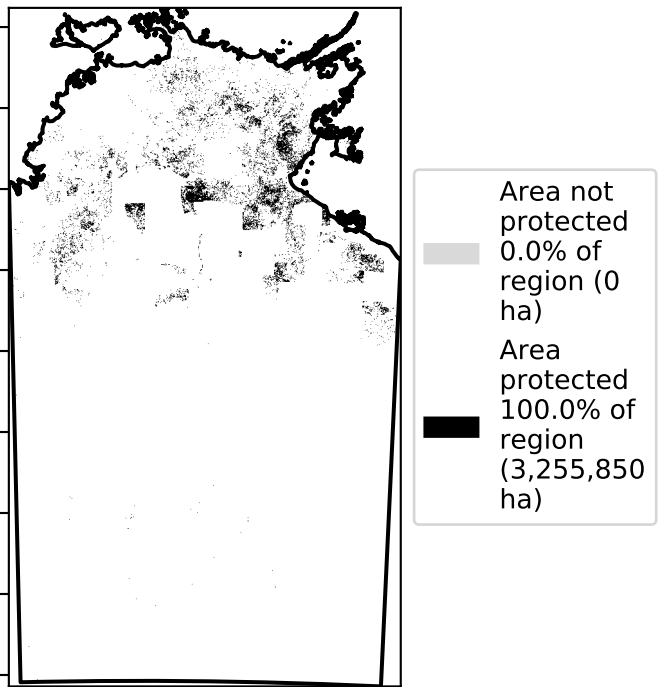 Area not
protected
0.0% of
region (0
ha)
Area
protected
100.0% of
region
(3,255,850
ha)